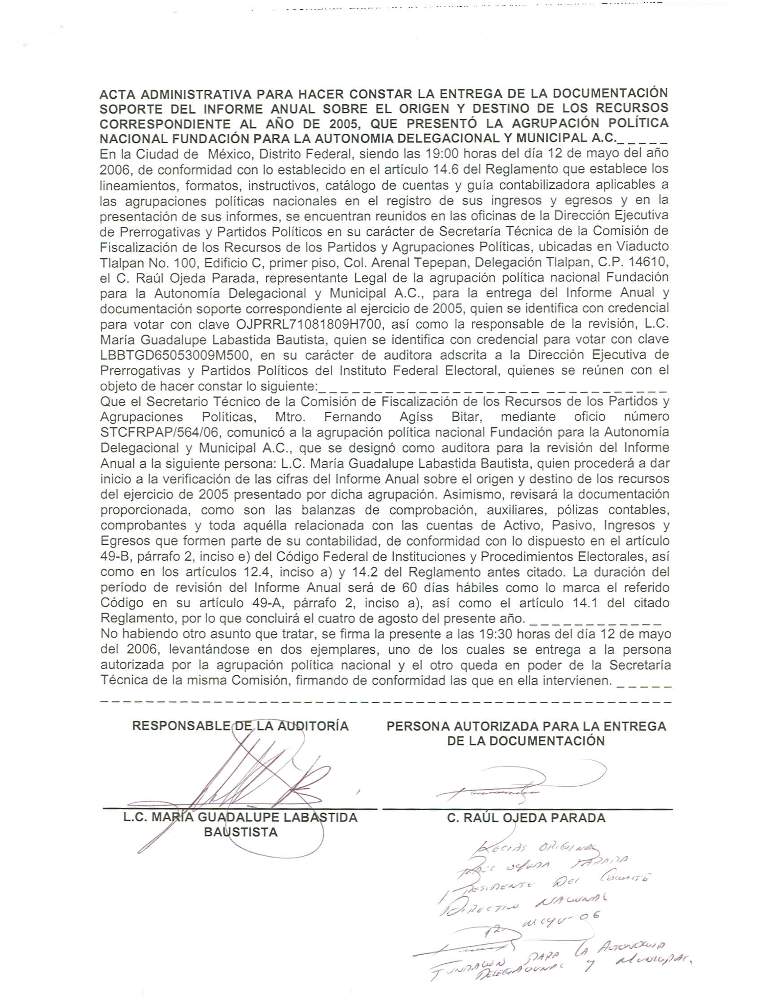 ACTA ADMINISTRATIVA PARA HACER CONSTAR LA ENTREGA DE LA DOCUMENTACIÓN
SOPORTE DEL INFORME ANUAL SOBRE EL ORIGEN Y DESTINO DE LOS RECURSOS
CORRESPONDIENTE AL AÑO DE 2005, QUE PRESENTÓ LA AGRUPACIÓN POLÍTICA
NACIONAL FUNDACIÓN PARA LA AUTONOMIA DELEGACIONAL Y MUNICIPAL A.C._ _ _ _ _
En la Ciudad de México, Distrito Federal, siendo las 19:00 horas del día 12 de mayo del año
2006, de conformidad con lo establecido en el artículo 14.6 del Reglamento que establece los
lineamientos, formatos, instructivos, catálogo de cuentas y guía contabilizadora aplicables a
las agrupaciones políticas nacionales en el registro de sus ingresos y egresos y en la
presentación de sus informes, se encuentran reunidos en las oficinas de la Dirección Ejecutiva
de Prerrogativas y Partidos Políticos en su carácter de Secretaría Técnica de la Comisión de
Fiscalización de los Recursos de los Partidos y Agrupaciones Políticas, ubicadas en Viaducto
Tlalpan No. 100, Edificio C, primer piso, Col. Arenal Tepepan, Delegación Tlalpan, C.P. 14610,
el C. Raúl Ojeda Parada, representante Legal de la agrupación política nacional Fundación
para la Autonomía Delegacional y Municipal A.C., para la entrega del Informe Anual y
documentación soporte correspondiente al ejercicio de 2005, quien se identifica con credencial
para votar con clave OJPRRL71081809H700, así como la responsable de la revisión, L.C.
María Guadalupe Labastida Bautista, quien se identifica con credencial para votar con clave
LBBTGD65053009M500, en su carácter de auditora adscrita a la Dirección Ejecutiva de
Prerrogativas y Partidos Políticos del Instituto Federal Electoral, quienes se reúnen con el
objeto de hacer constar lo siguiente:_ _ _ _ _ _ _ _ _ _ _ _ _ _ _ _ _ _ _ _ _ _ _ _ _ _ _ _ _ _ _
Que el Secretario Técnico de la Comisión de Fiscalización de los Recursos de los Partidos y
Agrupaciones Políticas, Mtro. Fernando Agíss Bitar, mediante oficio número
STCFRPAP/564/06, comunicó a la agrupación política nacional Fundación para la Autonomía
Delegacional y Municipal A.C., que se designó como auditora para la revisión del Informe
Anual a la siguiente persona: L.C. María Guadalupe Labastida Bautista, quien procederá a dar
inicio a la verificación de las cifras del Informe Anual sobre el origen y destino de los recursos
del ejercicio de 2005 presentado por dicha agrupación. Asimismo, revisará la documentación
proporcionada, como son las balanzas de comprobación, auxiliares, pólizas contables,
comprobantes y toda aquélla relacionada con las cuentas de Activo, Pasivo, Ingresos y
Egresos que formen parte de su contabilidad, de conformidad con lo dispuesto en el artículo
49-B, párrafo 2, inciso e) del Código Federal de Instituciones y Procedimientos Electorales, así
como en los artículos 12.4, inciso a) y 14.2 del Reglamento antes citado. La duración del
período de revisión del Informe Anual será de 60 días hábiles como lo marca el referido
Código en su artículo 49-A, párrafo 2, inciso a), así como el artículo 14.1 del citado
Reglamento, por lo que concluirá el cuatro de agosto del presente año. _ _ _ _ _ _ _ _ _ _ _ _
No habiendo otro asunto que tratar, se firma la presente a las 19:30 horas del día 12 de mayo
del 2006, levantándose en dos ejemplares, uno de los cuales se entrega a la persona
autorizada por la agrupación política nacional y el otro queda en poder de la Secretaría
Técnica de la misma Comisión, firmando de conformidad las que en ella intervienen. _ _ _ _ _
RESPONSABLE DE LA AUDITORÍA
PERSONA AUTORIZADA PARA LA ENTREGA
DE LA DOCUMENTACIÓN
L.C. MARÍA GUADALUPE LABASTIDA
BAUSTISTA
C. RAÚL OJEDA PARADA
RECIBI ORIGINAL
RAÚL OJEDA PARADA
PRESIDENTE DEL COMITÉ
DIRECTIVO NACIONAL
12 mayo-06
FUNDACIÓN PARA LA AUTONOMIA
DELEGACIONAL y MUNICIPAL.